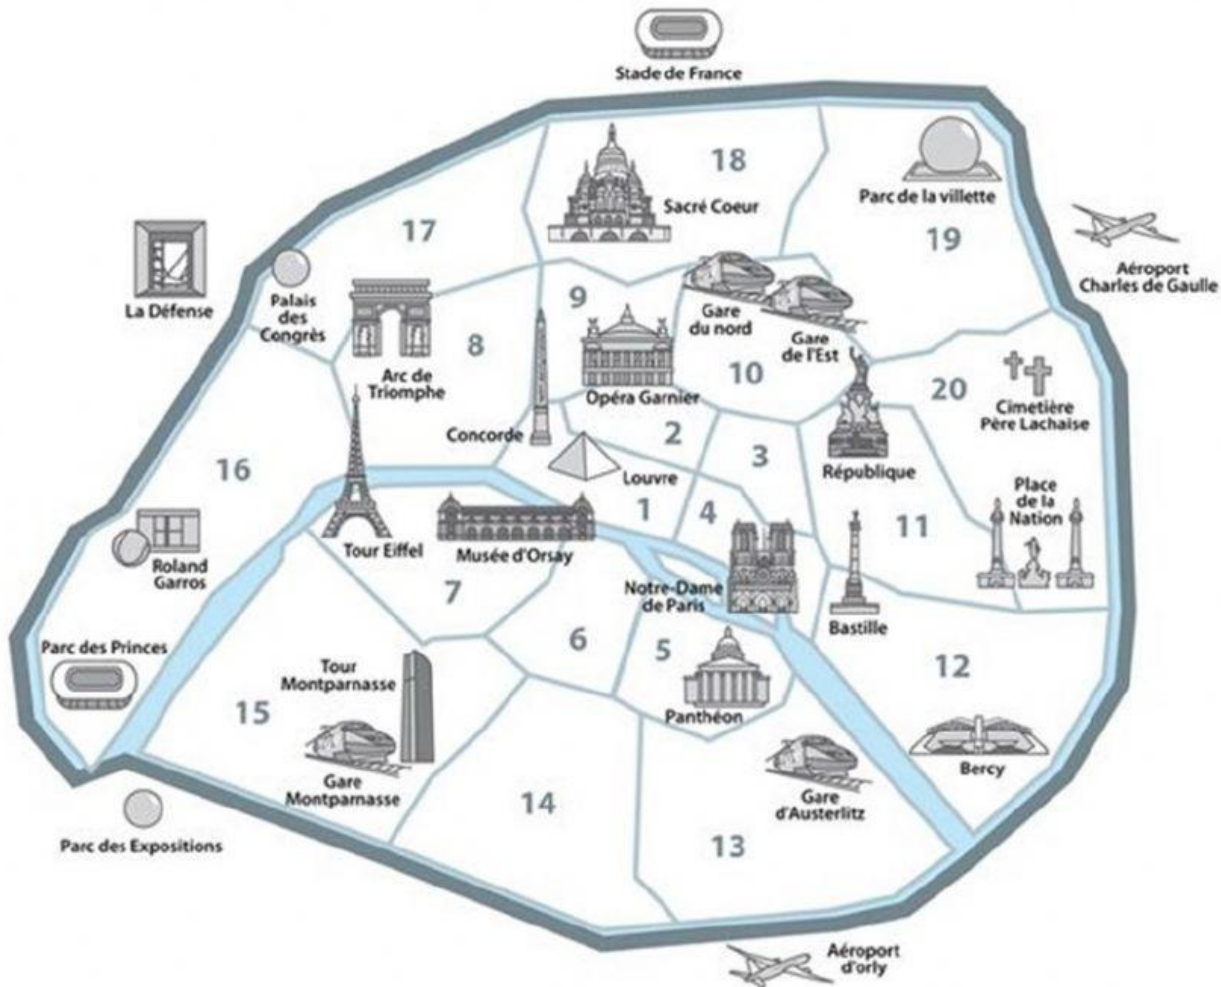 Stade de France
18
Sacré Coeur
Parc de la villette
17
19
Aéroport
Charles de Gaulle
La Défense
Palais
des
Congrès
9
Gare
du nord
Gare
de l'Est
8
Arc de
Triomphe
10
20
Cimetière
Père Lachaise
Opéra Garnier
Concorde
2
3
16
Louvre
République
1
4
11
Place
de la
Nation
Tour Eiffel
Musée d'Orsay
Roland
Garros
7
Notre-Dame
de Paris
Bastille
6
5
12
Parc des Princes
Tour
Montparnasse
15
Panthéon
Bercy
Gare
Montparnasse
14
Gare
d'Austerlitz
13
Parc des Expositions
Aéroport
d'orly